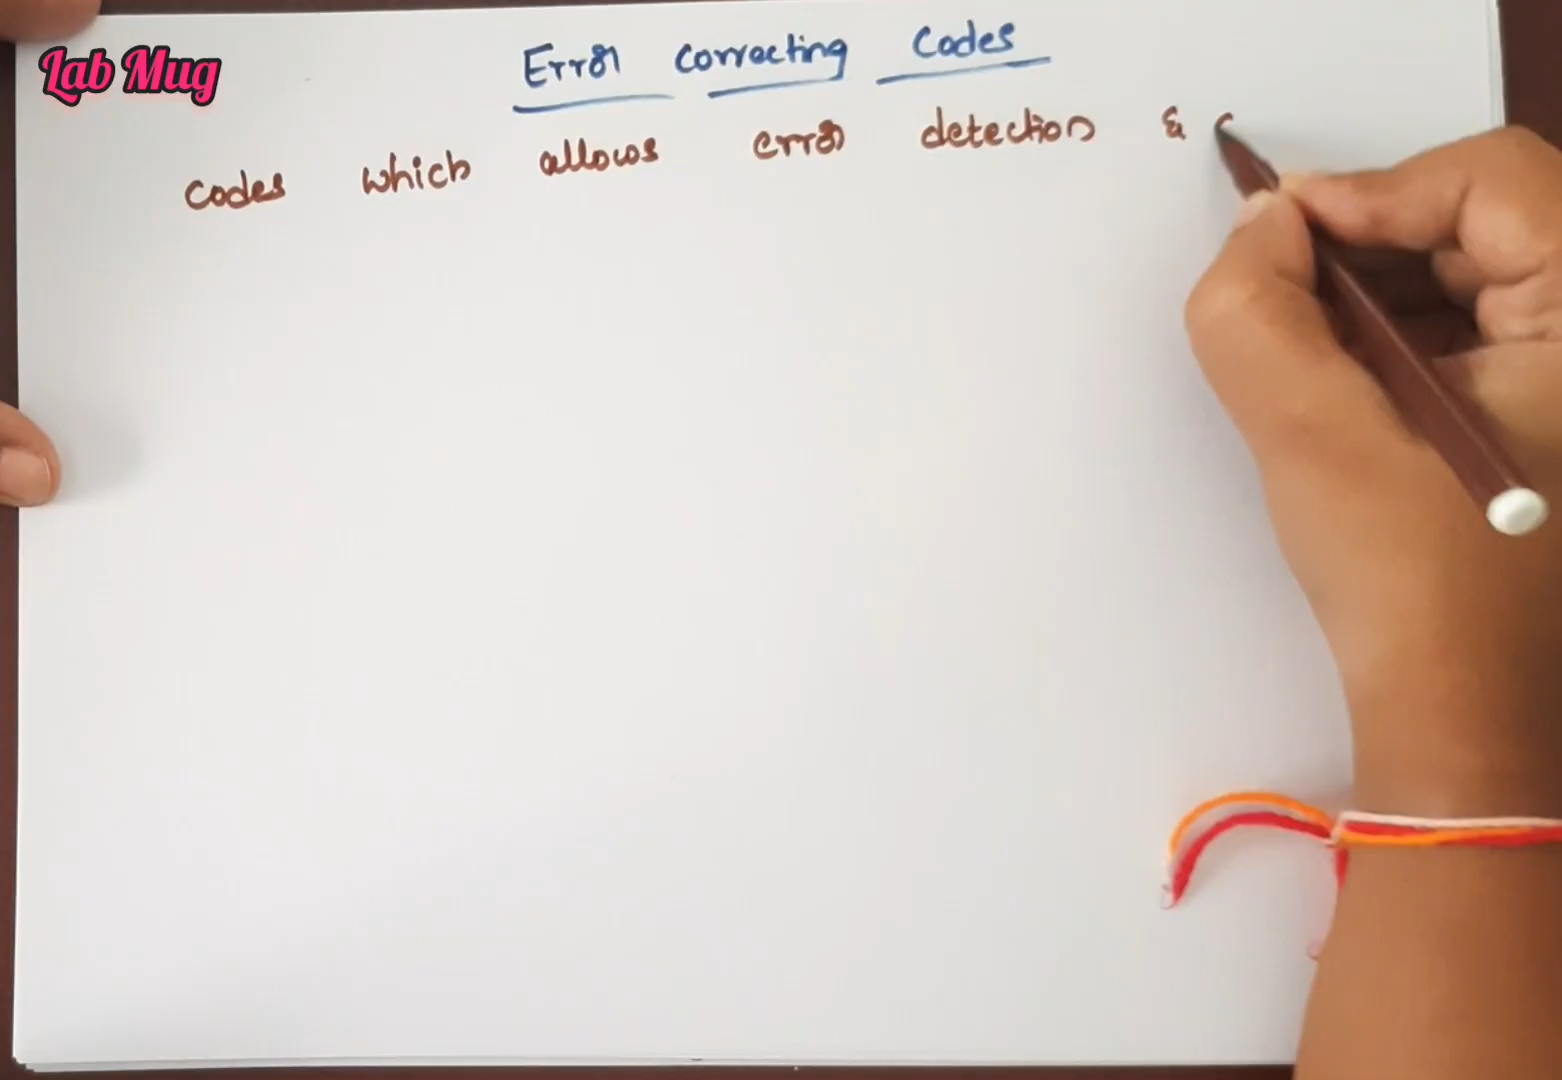 Lab Mug
Error correcting Codes
codes which allows error detection & c